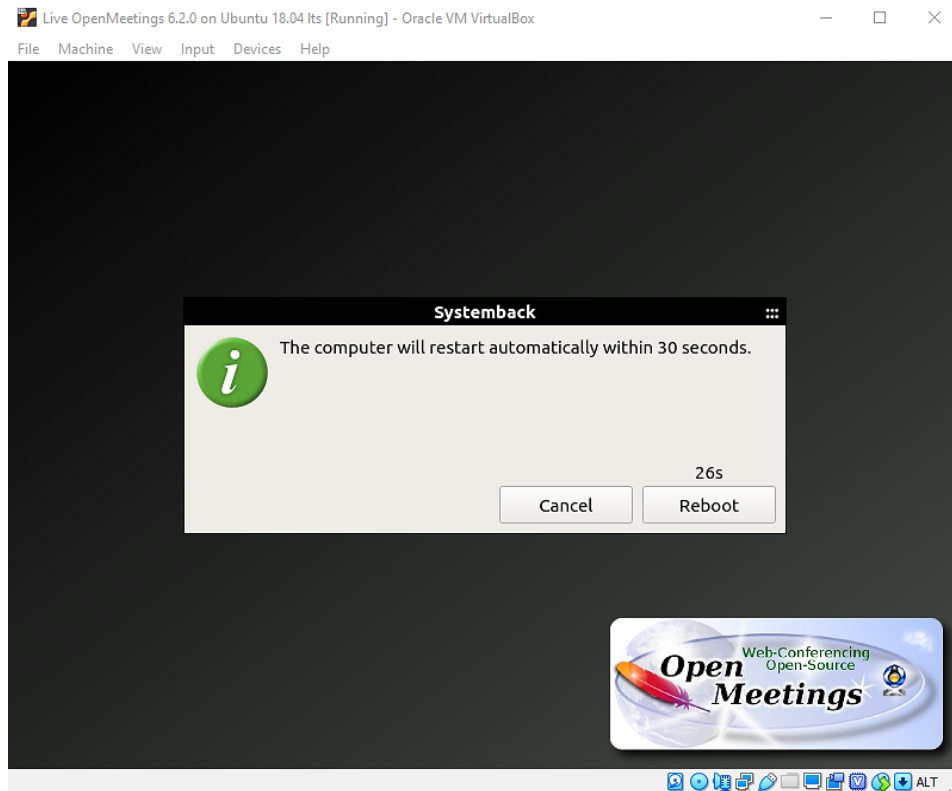 Live OpenMeetings 6.2.0 on Ubuntu 18.04 lts [Running] - Oracle VM VirtualBox
File Machine View Input Devices Help
Systemback
i
The computer will restart automatically within 30 seconds.
26s
Cancel Reboot
Web-Conferencing
Open-Source
Open
Meetings
V
ALT